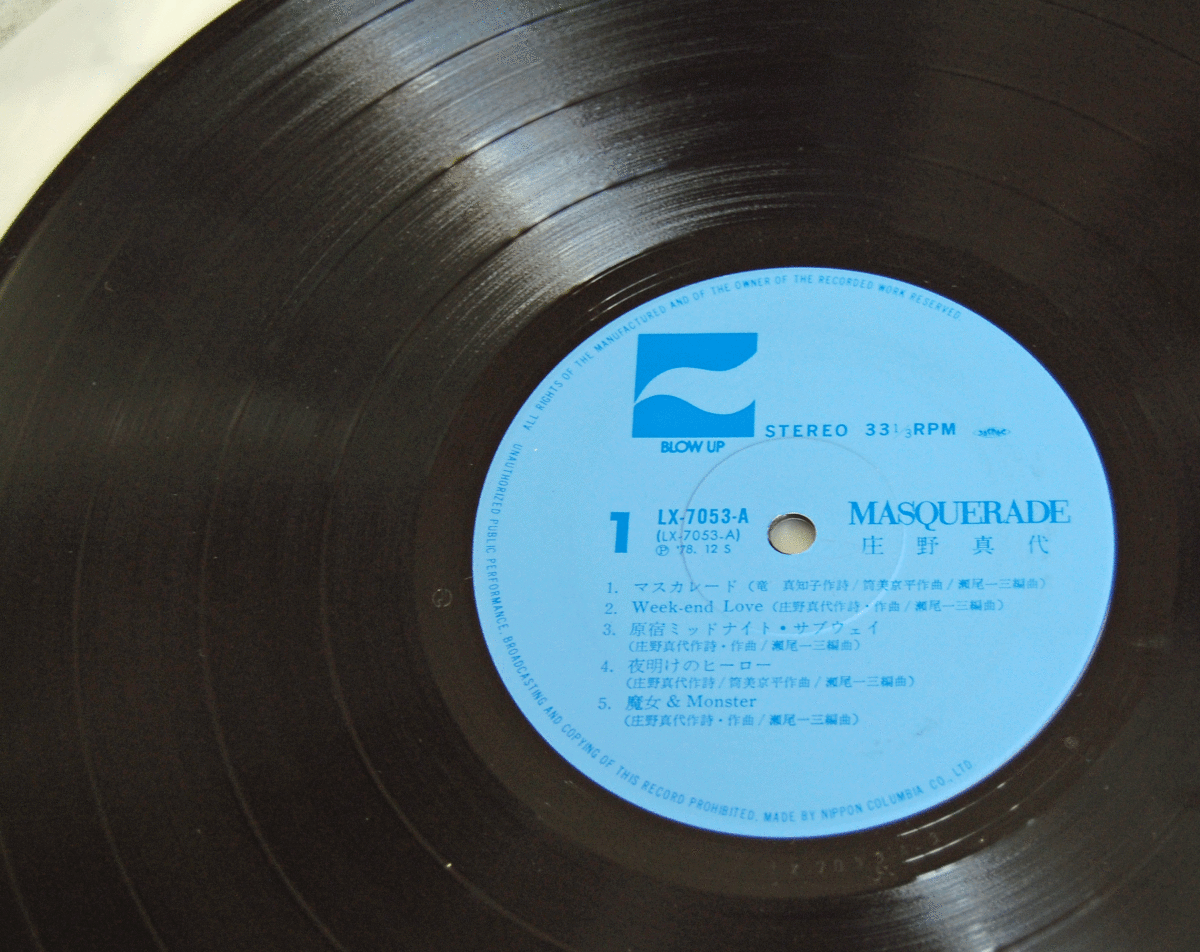 ALL RIGHTS OF THE MANUFACTURED AND OF THE OWNER OF THE RECORDED WORK RESERVED
BLOW UP
STEREO 33 1/3 RPM
1
LX-7053-A
(LX-7053-A)
Ⓟ '78. 12 S
MASQUERADE
庄野真代
1. マスカレード (竜 真知子作詩/筒美京平作曲/瀬尾一三編曲)
2. Week-end Love (庄野真代作詩・作曲/瀬尾一三編曲)
3. 原宿ミッドナイト・サブウェイ
(庄野真代作詩・作曲/瀬尾一三編曲)
4. 夜明けのヒーロー
(庄野真代作詩/筒美京平作曲/瀬尾一三編曲)
5. 魔女 & Monster
(庄野真代作詩・作曲/瀬尾一三編曲)
UNAUTHORIZED PUBLIC PERFORMANCE, BROADCASTING AND COPYING OF THIS RECORD PROHIBITED, MADE BY NIPPON COLUMBIA CO., LTD.